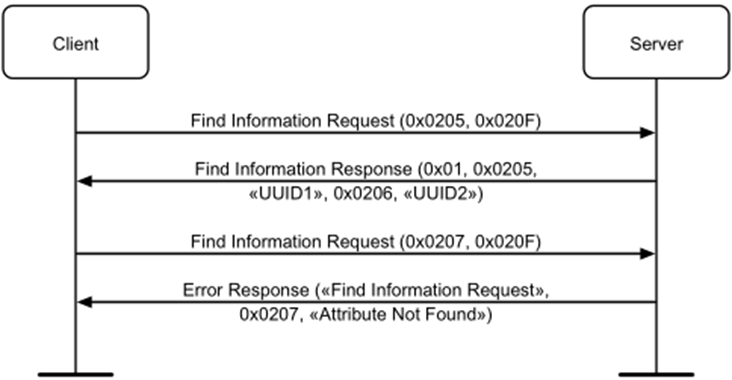 Client
Server
Find Information Request (0x0205, 0x020F)
Find Information Response (0x01, 0x0205,
«UUID1», 0x0206, «UUID2»)
Find Information Request (0x0207, 0x020F)
Error Response («Find Information Request»,
0x0207, «Attribute Not Found»)